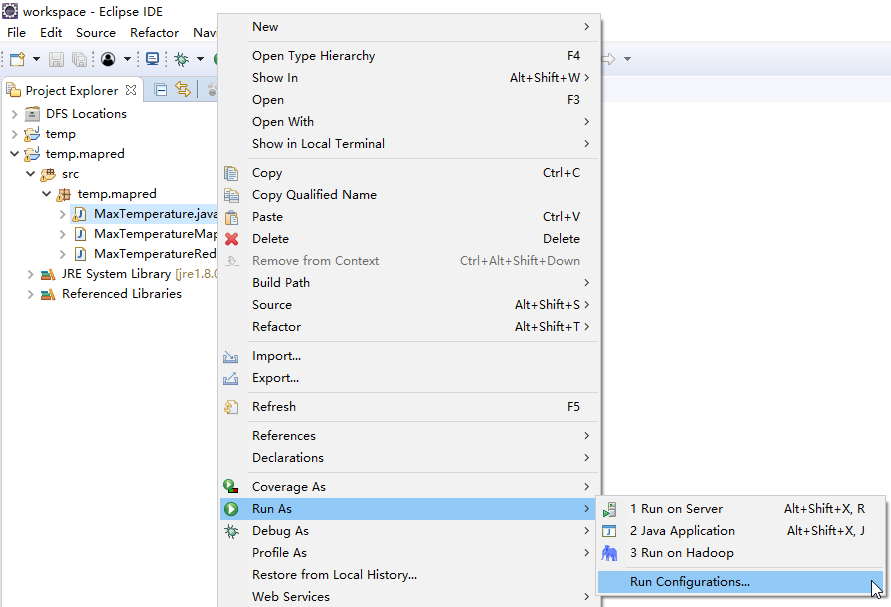 workspace - Eclipse IDE
File Edit Source Refactor Navi
Project Explorer
DFS Locations
temp
temp.mapred
src
temp.mapred
MaxTemperature.java
MaxTemperatureMap
MaxTemperatureRed
JRE System Library [jre1.8.0
Referenced Libraries
New
Open Type Hierarchy F4
Show In Alt+Shift+W
Open F3
Open With
Show in Local Terminal
Copy Ctrl+C
Copy Qualified Name
Paste Ctrl+V
Delete Delete
Remove from Context Ctrl+Alt+Shift+Down
Build Path
Source Alt+Shift+S
Refactor Alt+Shift+T
Import...
Export...
Refresh F5
References
Declarations
Coverage As
Run As
Debug As
Profile As
Restore from Local History...
Web Services
1 Run on Server Alt+Shift+X, R
2 Java Application Alt+Shift+X, J
3 Run on Hadoop
Run Configurations...